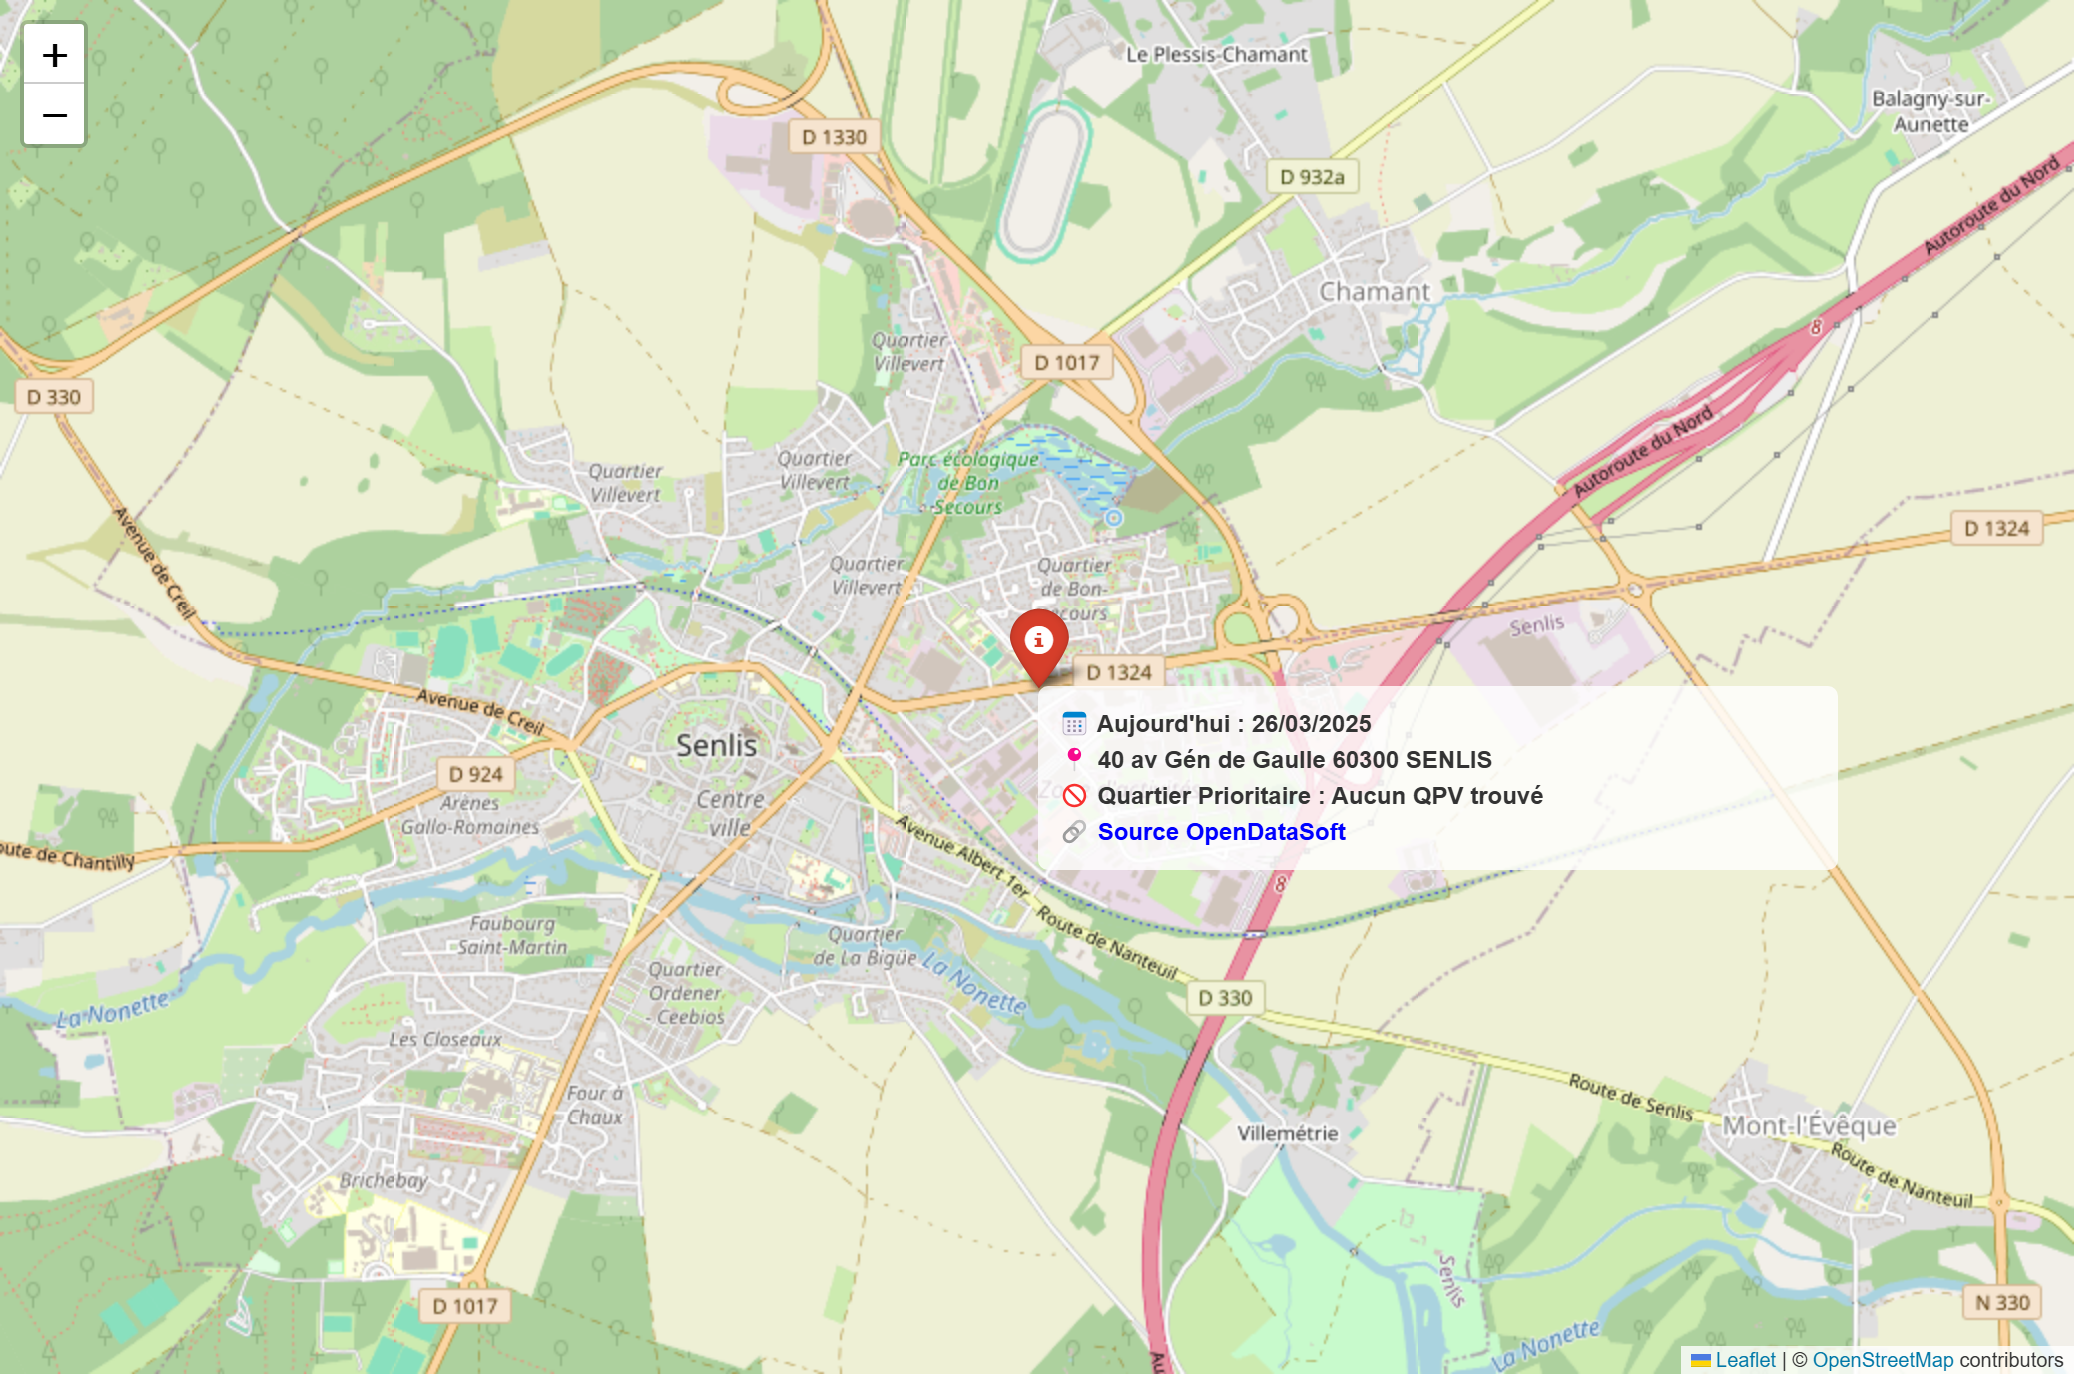 +
−
Le Plessis-Chamant
Balagny-sur-
Aunette
D 1330
D 932a
Autoroute du Nord
Chamant
8
Quartier
Villevert
D 1017
D 330
Autoroute du Nord
Quartier
Villevert
Quartier
Villevert
Parc écologique
de Bon
Secours
D 1324
Avenue de Creil
Quartier
Villevert
Quartier
de Bon-
Secours
Senlis
D 1324
Avenue de Creil
Senlis
Aujourd'hui : 26/03/2025
40 av Gén de Gaulle 60300 SENLIS
Quartier Prioritaire : Aucun QPV trouvé
Source OpenDataSoft
D 924
Arènes
Gallo-Romaines
Centre
ville
oute de Chantilly
Avenue Albert 1er
8
Faubourg
Saint-Martin
Quartier
de La Bigüe
Route de Nanteuil
Quartier
Ordener
- Ceebios
La Nonette
La Nonette
D 330
Les Closeaux
Four à
Chaux
Route de Senlis
Mont-l'Évêque
Villemétrie
Route de Nanteuil
Brichebay
Senlis
D 1017
N 330
La Nonette
Au
Leaflet | © OpenStreetMap contributors